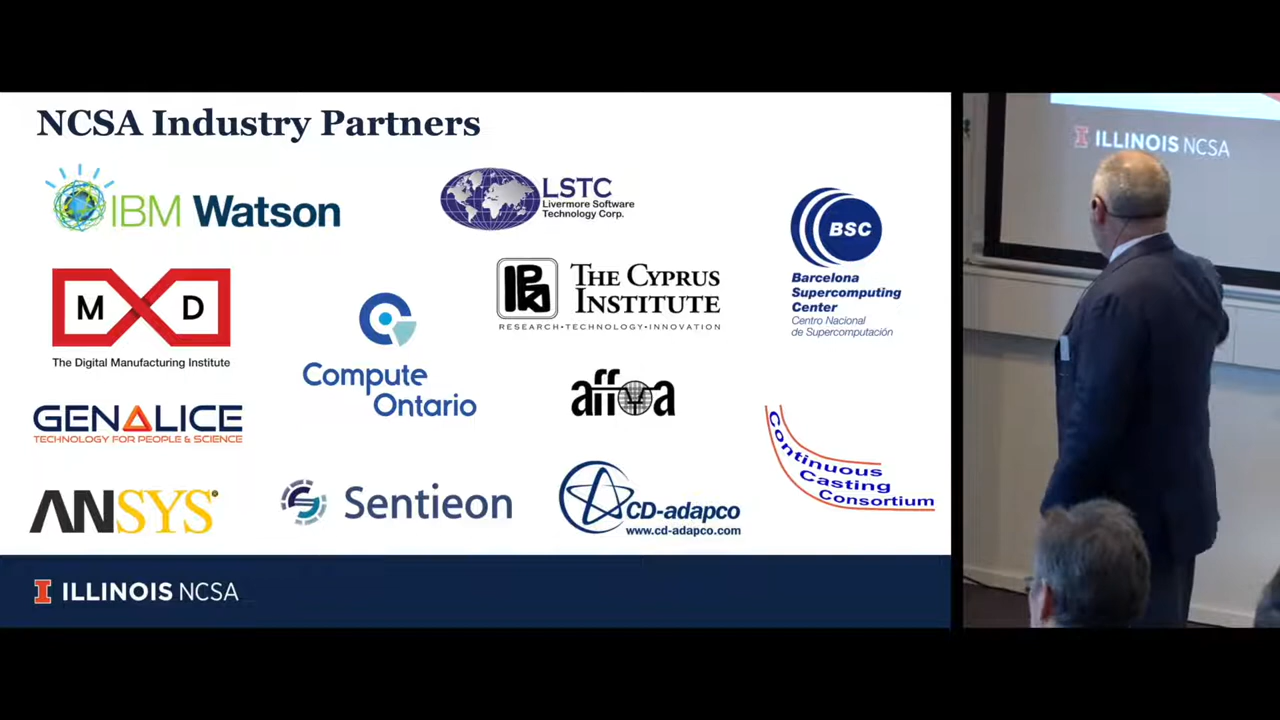 NCSA Industry Partners
IBM Watson
LSTC
Livermore Software
Technology Corp.
BSC
Barcelona
Supercomputing
Center
Centro Nacional
de Supercomputación
M D
The Digital Manufacturing Institute
THE CYPRUS
INSTITUTE
RESEARCH•TECHNOLOGY•INNOVATION
Compute
Ontario
affoa
GENALICE
TECHNOLOGY FOR PEOPLE & SCIENCE
Continuous
Casting
Consortium
ANSYS®
Sentieon
CD-adapco
www.cd-adapco.com
I ILLINOIS NCSA
I ILLINOIS NCSA